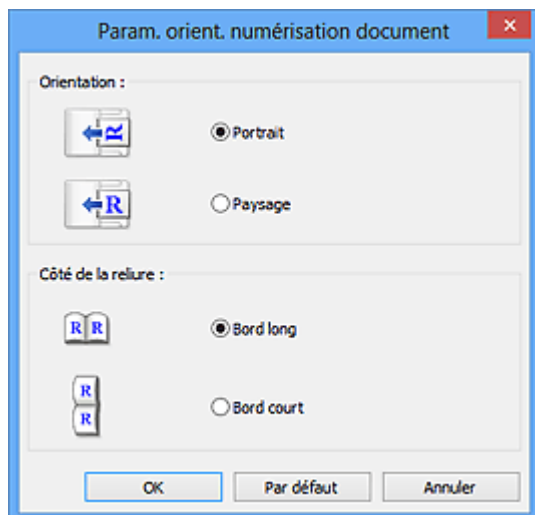 Param. orient. numérisation document
Orientation :
R
Portrait
R
Paysage
Côté de la reliure :
R R
Bord long
R
R
Bord court
OK Par défaut Annuler